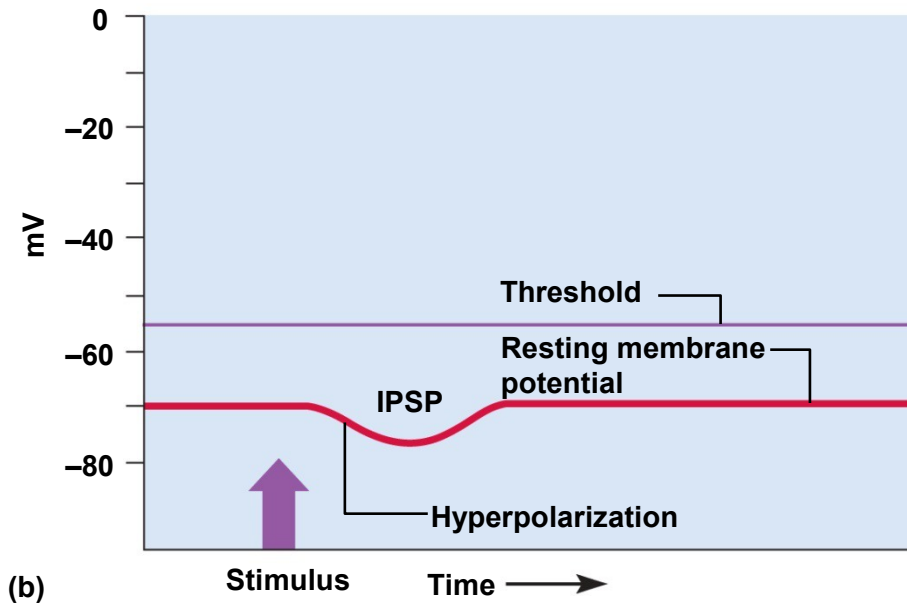 0
–20
–40
–60
–80
mV
Threshold
Resting membrane
potential
IPSP
Hyperpolarization
Stimulus
Time
(b)